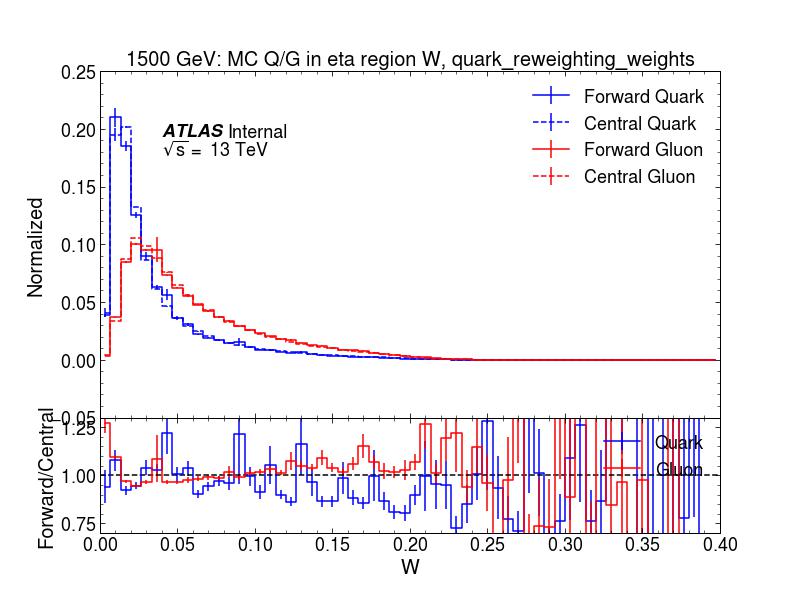 1500 GeV: MC Q/G in eta region W, quark_reweighting_weights
0.25
0.20
0.15
0.10
0.05
0.00
0.05
Normalized
ATLAS Internal
√s = 13 TeV
Forward Quark
Central Quark
Forward Gluon
Central Gluon
1.25
1.00
0.75
Forward/Central
Quark
Gluon
0.00 0.05 0.10 0.15 0.20 0.25 0.30 0.35 0.40
W